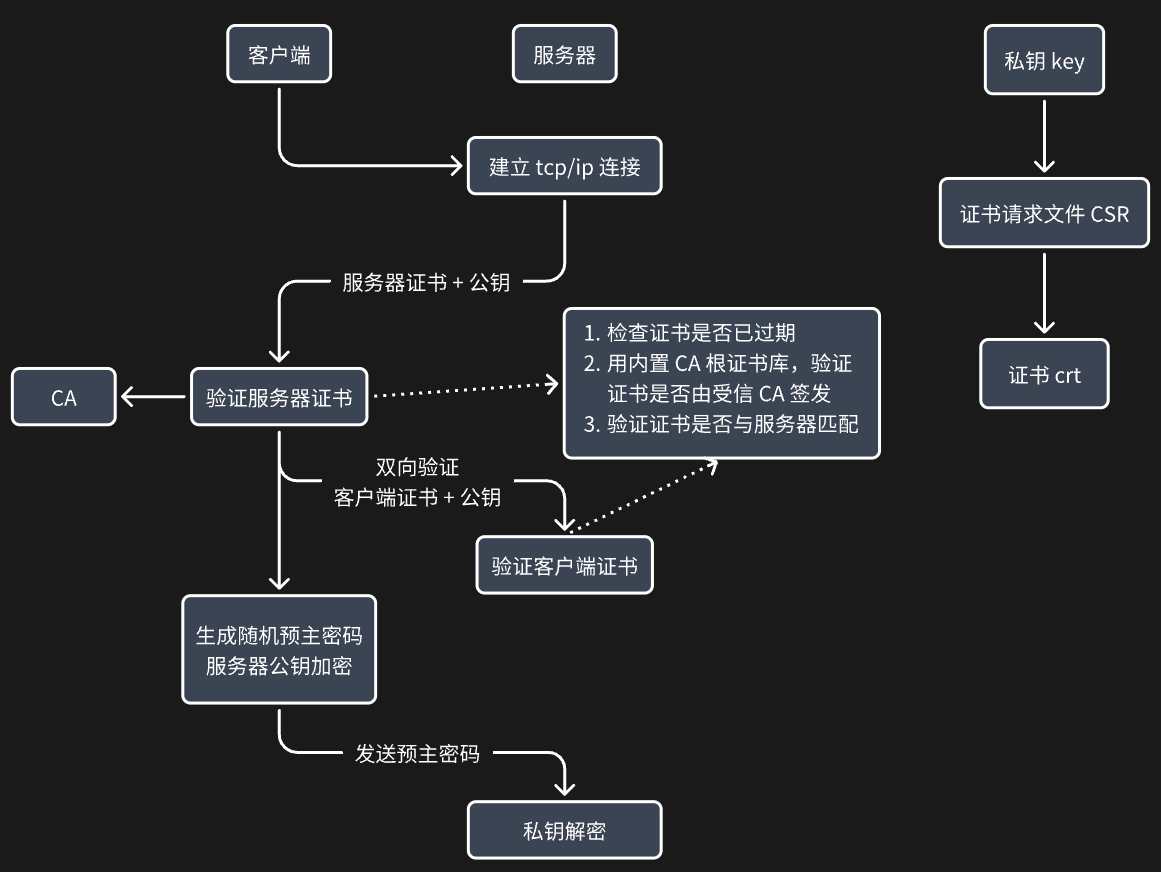 客户端
服务器
建立 tcp/ip 连接
服务器证书 + 公钥
CA
验证服务器证书
1. 检查证书是否已过期
2. 用内置 CA 根证书库，验证
证书是否由受信 CA 签发
3. 验证证书是否与服务器匹配
双向验证
客户端证书 + 公钥
验证客户端证书
生成随机预主密码
服务器公钥加密
发送预主密码
私钥解密
私钥 key
证书请求文件 CSR
证书 crt